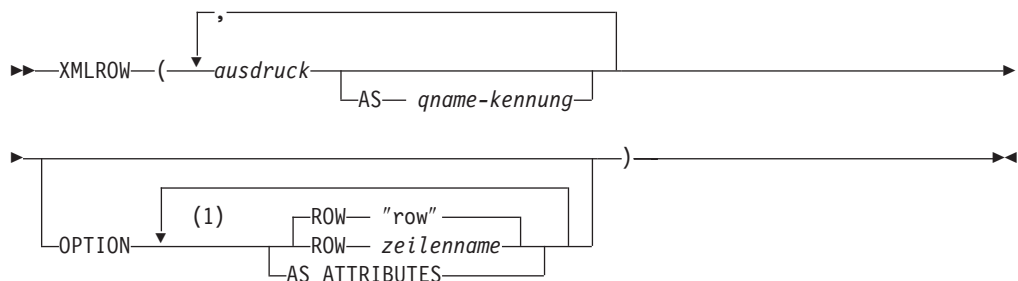 ,
XMLROW ( ausdruck
AS qname-kennung
)
(1) ROW "row"
OPTION ROW zeilenname
AS ATTRIBUTES